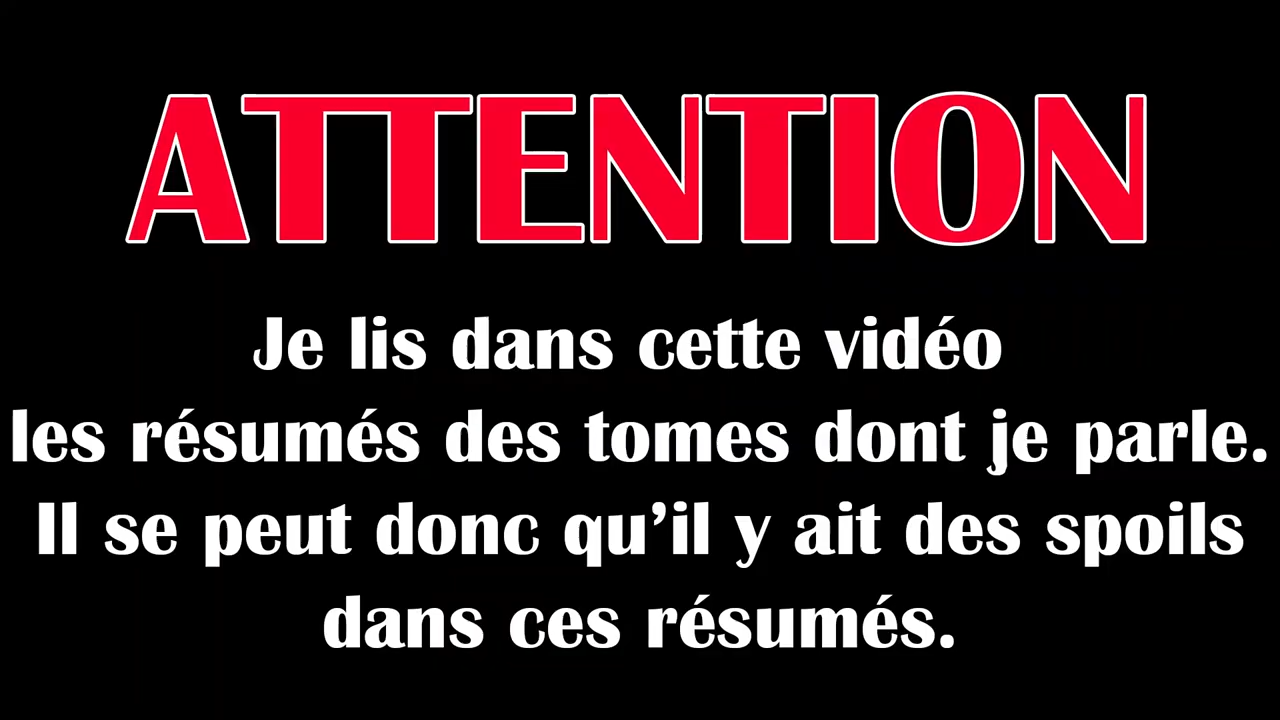 ATTENTION
Je lis dans cette vidéo
les résumés des tomes dont je parle.
Il se peut donc qu’il y ait des spoils
dans ces résumés.